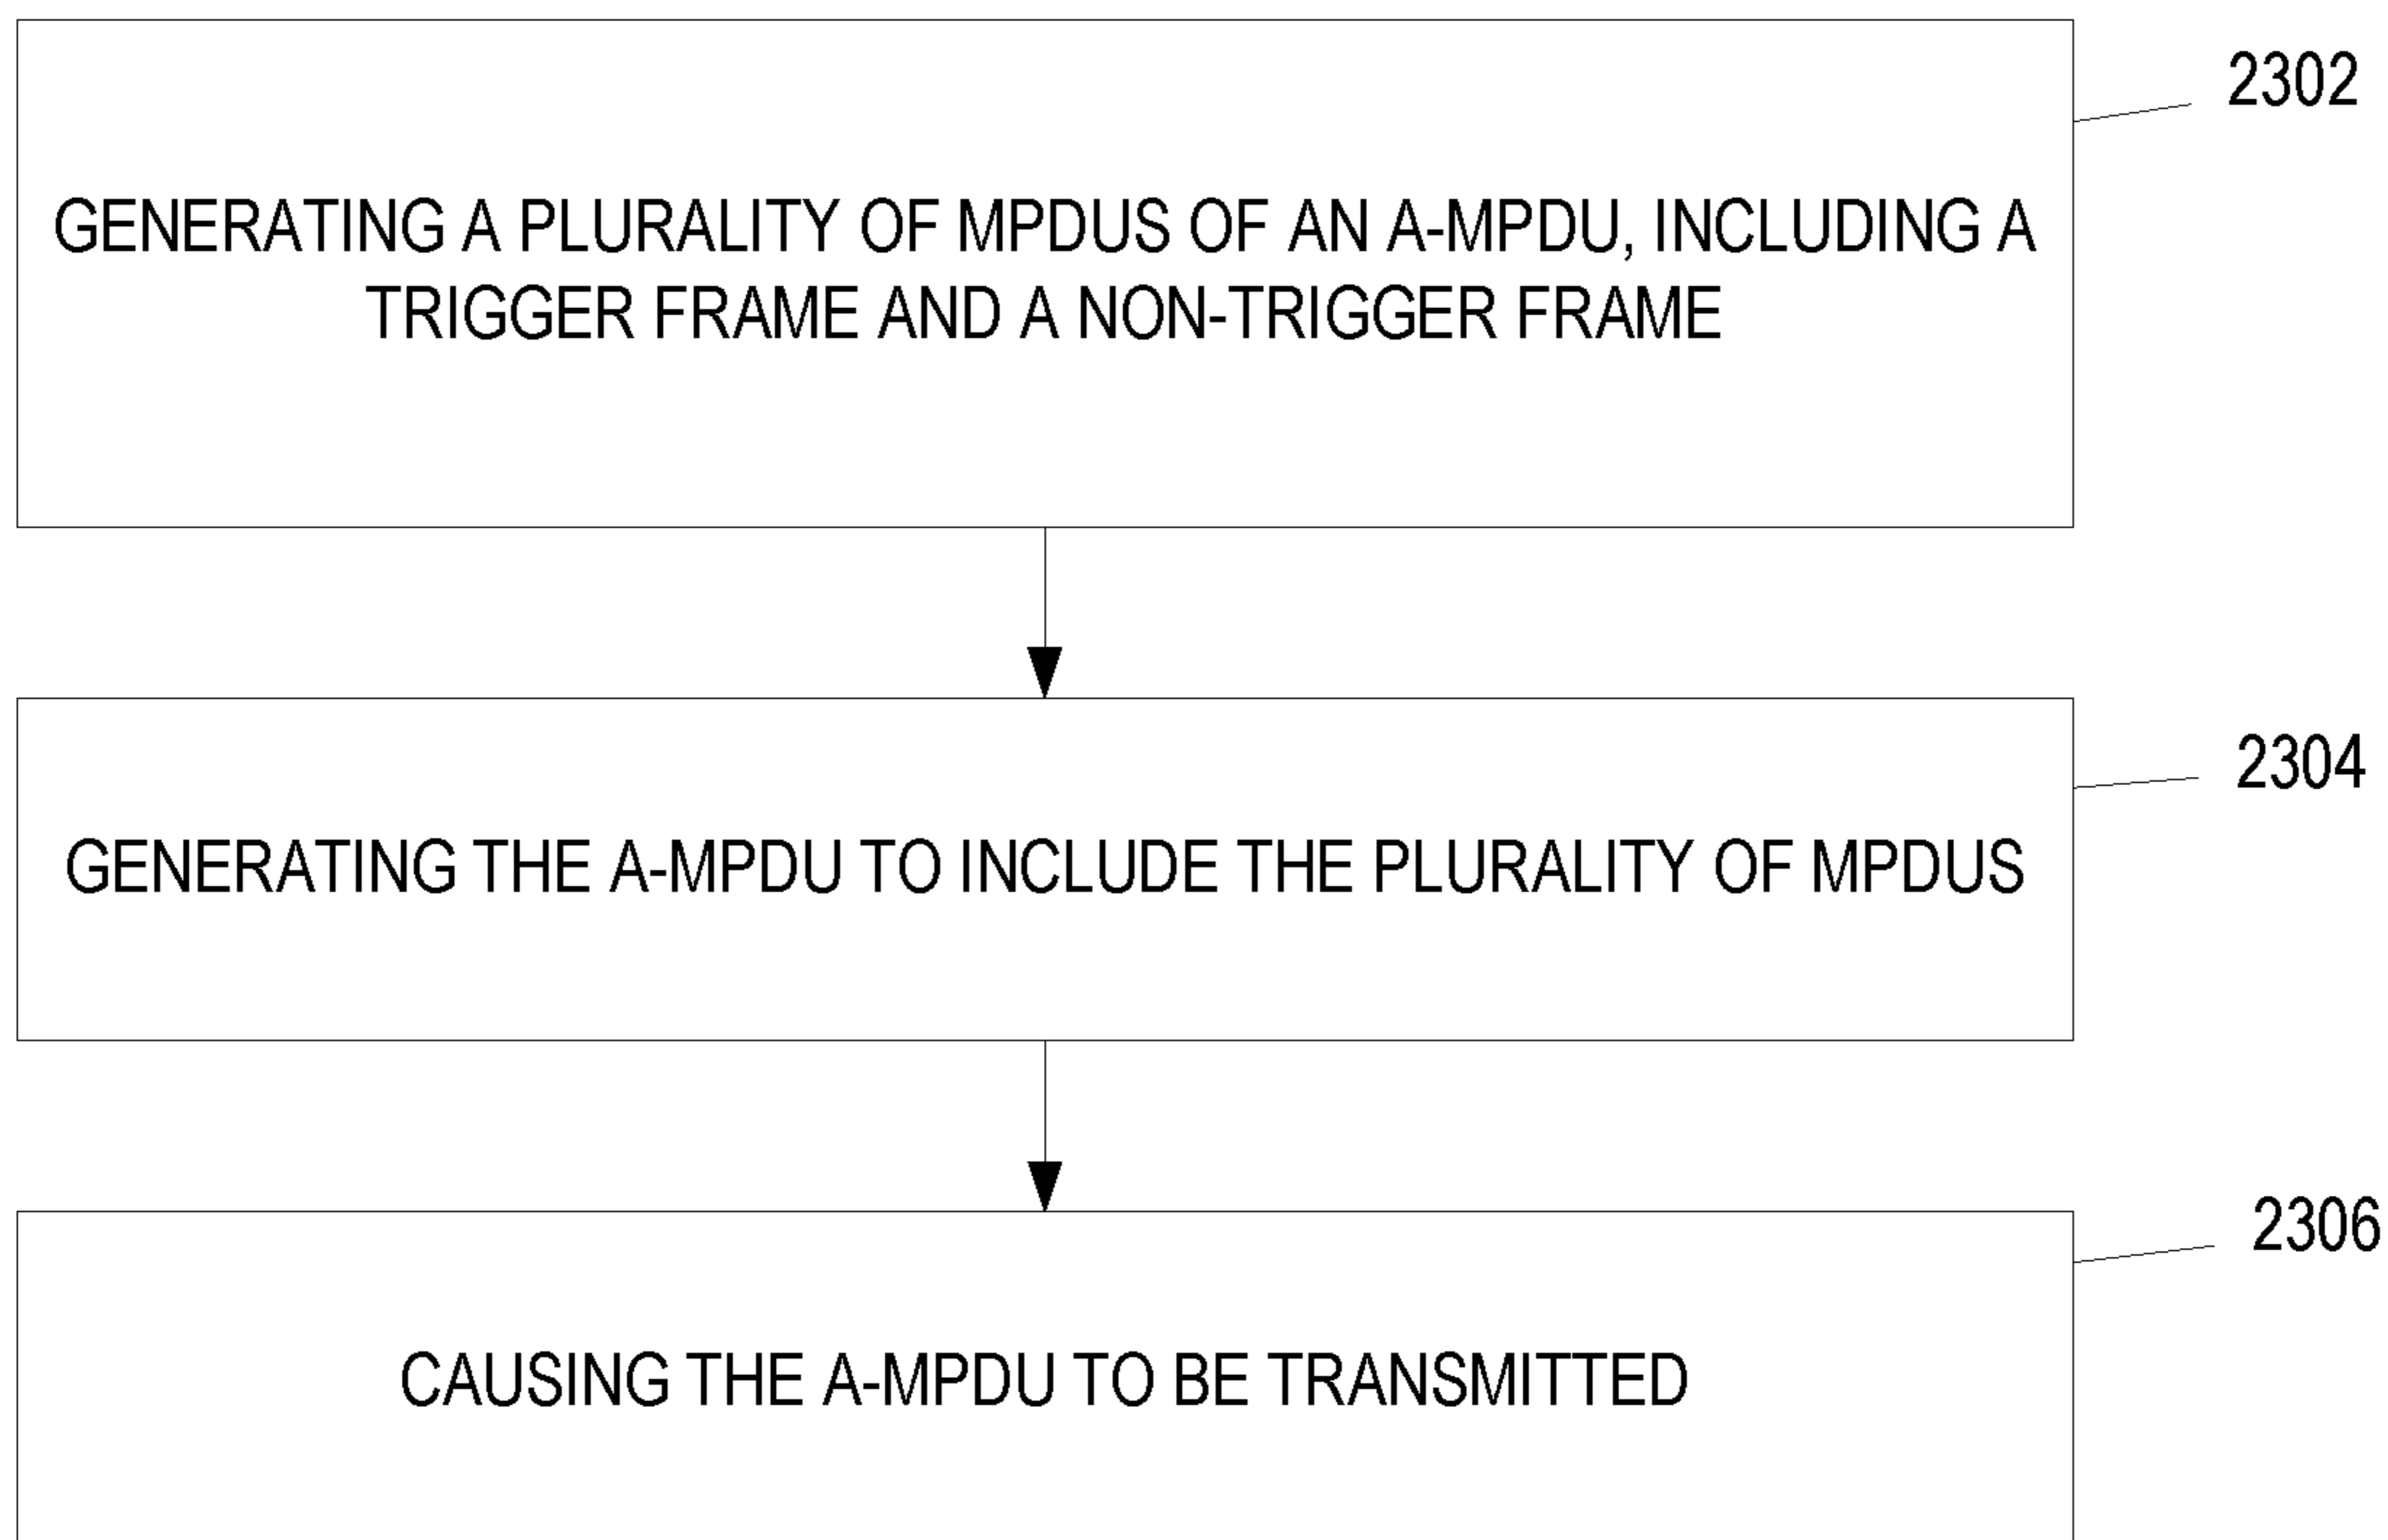 2302
GENERATING A PLURALITY OF MPDUS OF AN A-MPDU, INCLUDING A
TRIGGER FRAME AND A NON-TRIGGER FRAME
2304
GENERATING THE A-MPDU TO INCLUDE THE PLURALITY OF MPDUS
2306
CAUSING THE A-MPDU TO BE TRANSMITTED